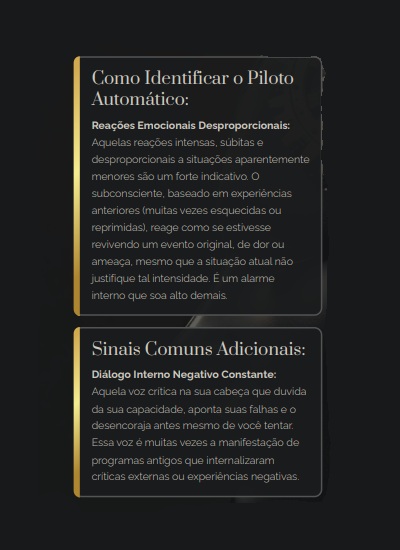 Como Identificar o Piloto
Automático:
Reações Emocionais Desproporcionais:
Aquelas reações intensas, súbitas e
desproporcionais a situações aparentemente
menores são um forte indicativo. O
subconsciente, baseado em experiências
anteriores (muitas vezes esquecidas ou
reprimidas), reage como se estivesse
revivendo um evento original, de dor ou
ameaça, mesmo que a situação atual não
justifique tal intensidade. É um alarme
interno que soa alto demais.
Sinais Comuns Adicionais:
Diálogo Interno Negativo Constante:
Aquela voz crítica na sua cabeça que duvida
da sua capacidade, aponta suas falhas e o
desencoraja antes mesmo de você tentar.
Essa voz é muitas vezes a manifestação de
programas antigos que internalizaram
críticas externas ou experiências negativas.